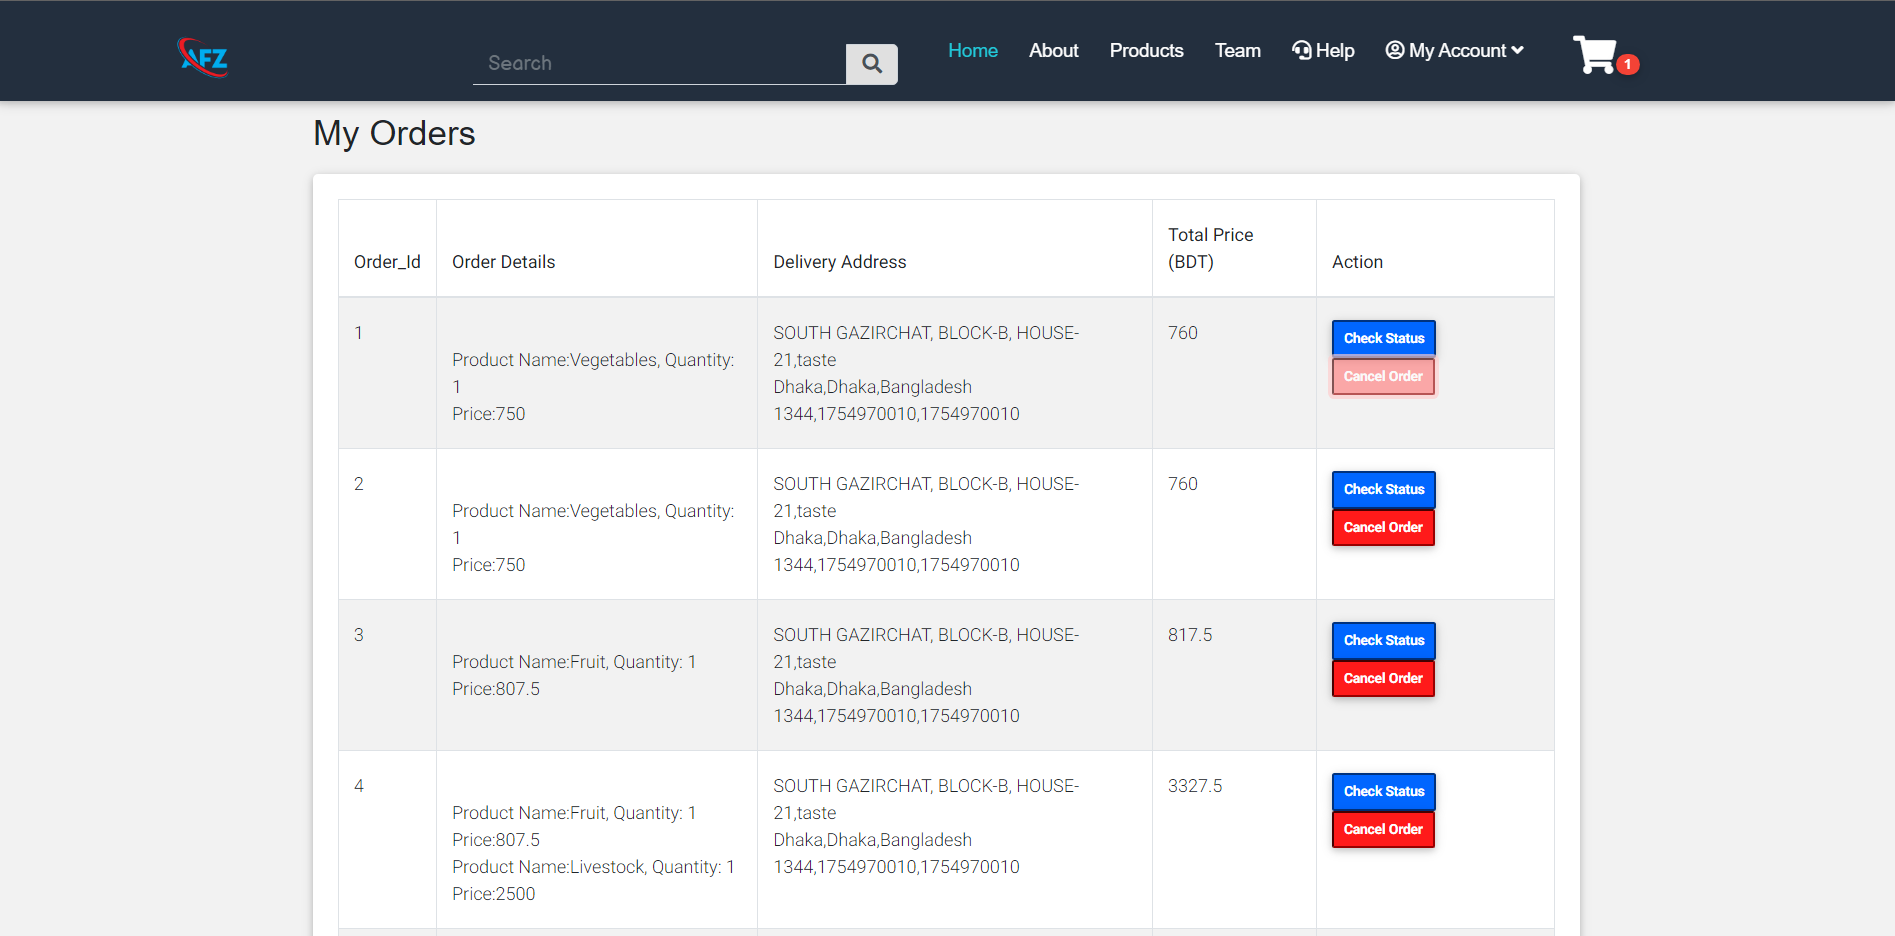 AFZ
Search
Home About Products Team Help My Account
1
My Orders
Order_Id Order Details Delivery Address Total Price (BDT) Action
1
Product Name:Vegetables, Quantity:
1
Price:750
SOUTH GAZIRCHAT, BLOCK-B, HOUSE-
21,taste
Dhaka,Dhaka,Bangladesh
1344,1754970010,1754970010
760
Check Status
Cancel Order
2
Product Name:Vegetables, Quantity:
1
Price:750
SOUTH GAZIRCHAT, BLOCK-B, HOUSE-
21,taste
Dhaka,Dhaka,Bangladesh
1344,1754970010,1754970010
760
Check Status
Cancel Order
3
Product Name:Fruit, Quantity: 1
Price:807.5
SOUTH GAZIRCHAT, BLOCK-B, HOUSE-
21,taste
Dhaka,Dhaka,Bangladesh
1344,1754970010,1754970010
817.5
Check Status
Cancel Order
4
Product Name:Fruit, Quantity: 1
Price:807.5
Product Name:Livestock, Quantity: 1
Price:2500
SOUTH GAZIRCHAT, BLOCK-B, HOUSE-
21,taste
Dhaka,Dhaka,Bangladesh
1344,1754970010,1754970010
3327.5
Check Status
Cancel Order